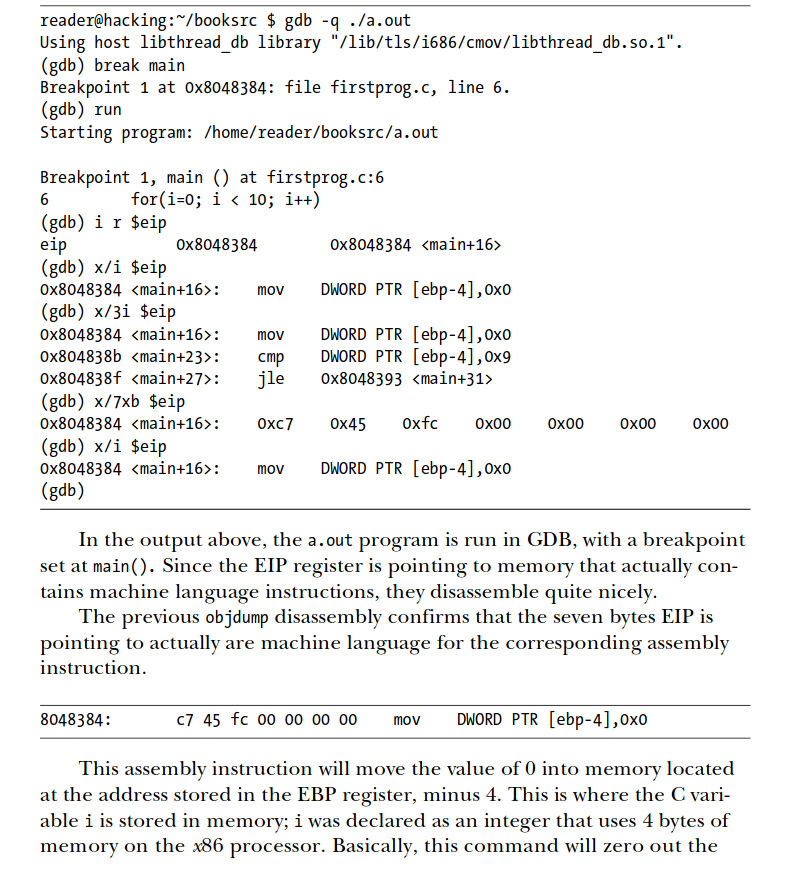 reader@hacking:~/booksrc $ gdb -q ./a.out
Using host libthread_db library "/lib/tls/i686/cmov/libthread_db.so.1".
(gdb) break main
Breakpoint 1 at 0x8048384: file firstprog.c, line 6.
(gdb) run
Starting program: /home/reader/booksrc/a.out
Breakpoint 1, main () at firstprog.c:6
6         for(i=0; i < 10; i++)
(gdb) i r $eip
eip            0x8048384        0x8048384 <main+16>
(gdb) x/i $eip
0x8048384 <main+16>:    mov    DWORD PTR [ebp-4],0x0
(gdb) x/3i $eip
0x8048384 <main+16>:    mov    DWORD PTR [ebp-4],0x0
0x804838b <main+23>:    cmp    DWORD PTR [ebp-4],0x9
0x804838f <main+27>:    jle    0x8048393 <main+31>
(gdb) x/7xb $eip
0x8048384 <main+16>:    0xc7    0x45    0xfc    0x00    0x00    0x00    0x00
(gdb) x/i $eip
0x8048384 <main+16>:    mov    DWORD PTR [ebp-4],0x0
(gdb)
In the output above, the a.out program is run in GDB, with a breakpoint
set at main(). Since the EIP register is pointing to memory that actually con-
tains machine language instructions, they disassemble quite nicely.
The previous objdump disassembly confirms that the seven bytes EIP is
pointing to actually are machine language for the corresponding assembly
instruction.
8048384:       c7 45 fc 00 00 00 00    mov    DWORD PTR [ebp-4],0x0
This assembly instruction will move the value of 0 into memory located
at the address stored in the EBP register, minus 4. This is where the C vari-
able i is stored in memory; i was declared as an integer that uses 4 bytes of
memory on the x86 processor. Basically, this command will zero out the